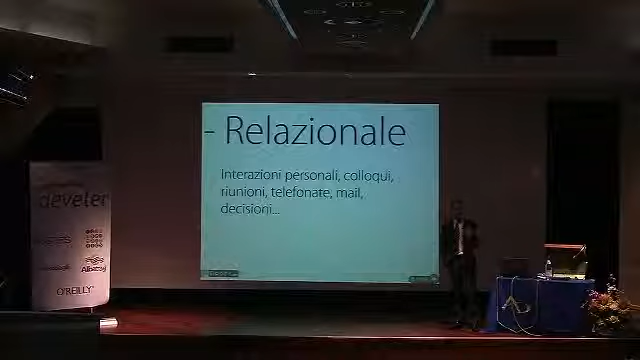 - Relazionale
Interazioni personali, colloqui,
riunioni, telefonate, mail,
decisioni...
develer
O'REILLY